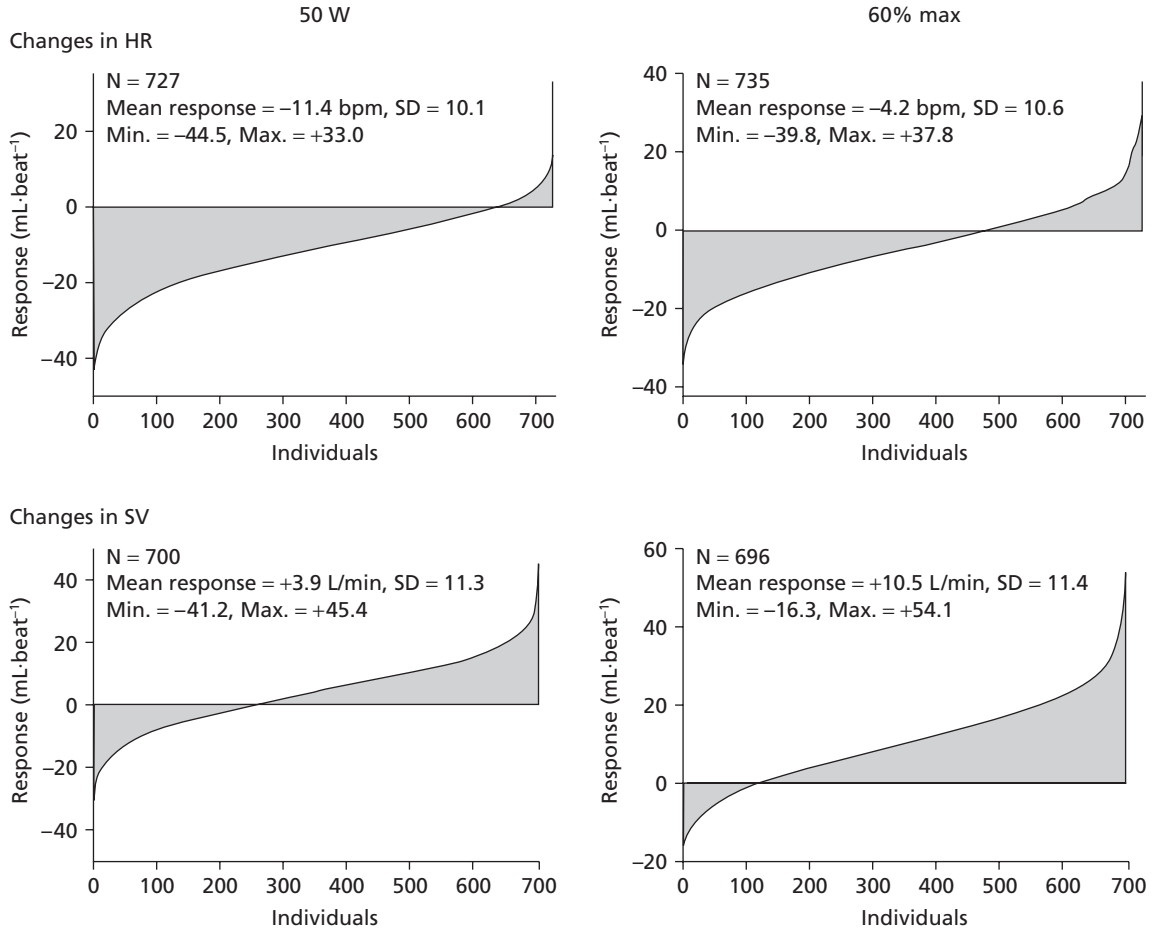 50 W
60% max
Changes in HR
N = 727
Mean response = –11.4 bpm, SD = 10.1
Min. = –44.5, Max. = +33.0
Response (mL·beat⁻¹)
20
0
–20
–40
0 100 200 300 400 500 600 700
Individuals
N = 735
Mean response = –4.2 bpm, SD = 10.6
Min. = –39.8, Max. = +37.8
Response (mL·beat⁻¹)
40
20
0
–20
–40
0 100 200 300 400 500 600 700
Individuals
Changes in SV
N = 700
Mean response = +3.9 L/min, SD = 11.3
Min. = –41.2, Max. = +45.4
Response (mL·beat⁻¹)
40
20
0
–20
–40
0 100 200 300 400 500 600 700
Individuals
N = 696
Mean response = +10.5 L/min, SD = 11.4
Min. = –16.3, Max. = +54.1
Response (mL·beat⁻¹)
60
40
20
0
–20
0 100 200 300 400 500 600 700
Individuals